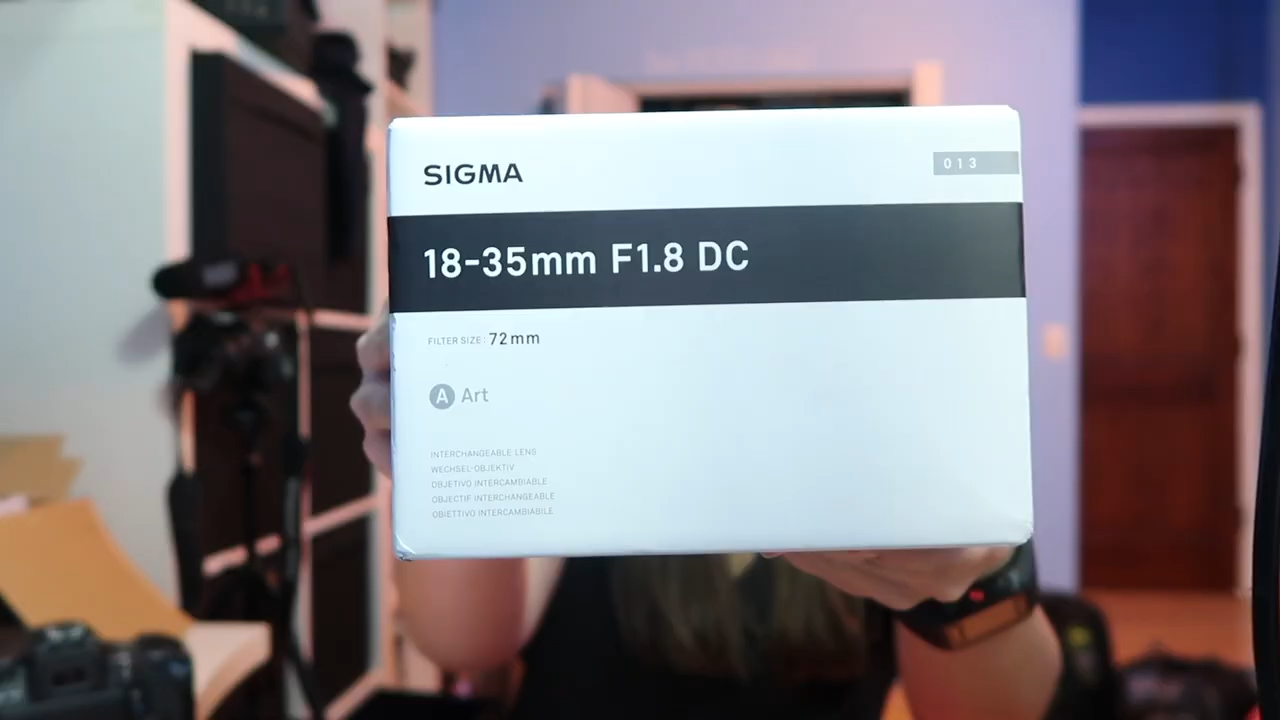 SIGMA
013
18-35mm F1.8 DC
FILTER SIZE: 72mm
A Art
INTERCHANGEABLE LENS
WECHSEL-OBJEKTIV
OBJETIVO INTERCAMBIABLE
OBJECTIF INTERCHANGEABLE
OBIETTIVO INTERCAMBIABILE